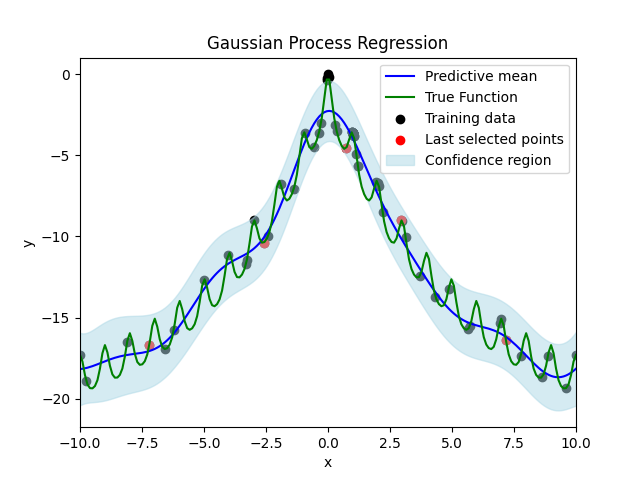 Gaussian Process Regression
Predictive mean
True Function
Training data
Last selected points
Confidence region
y
0
−5
−10
−15
−20
−10.0 −7.5 −5.0 −2.5 0.0 2.5 5.0 7.5 10.0
x